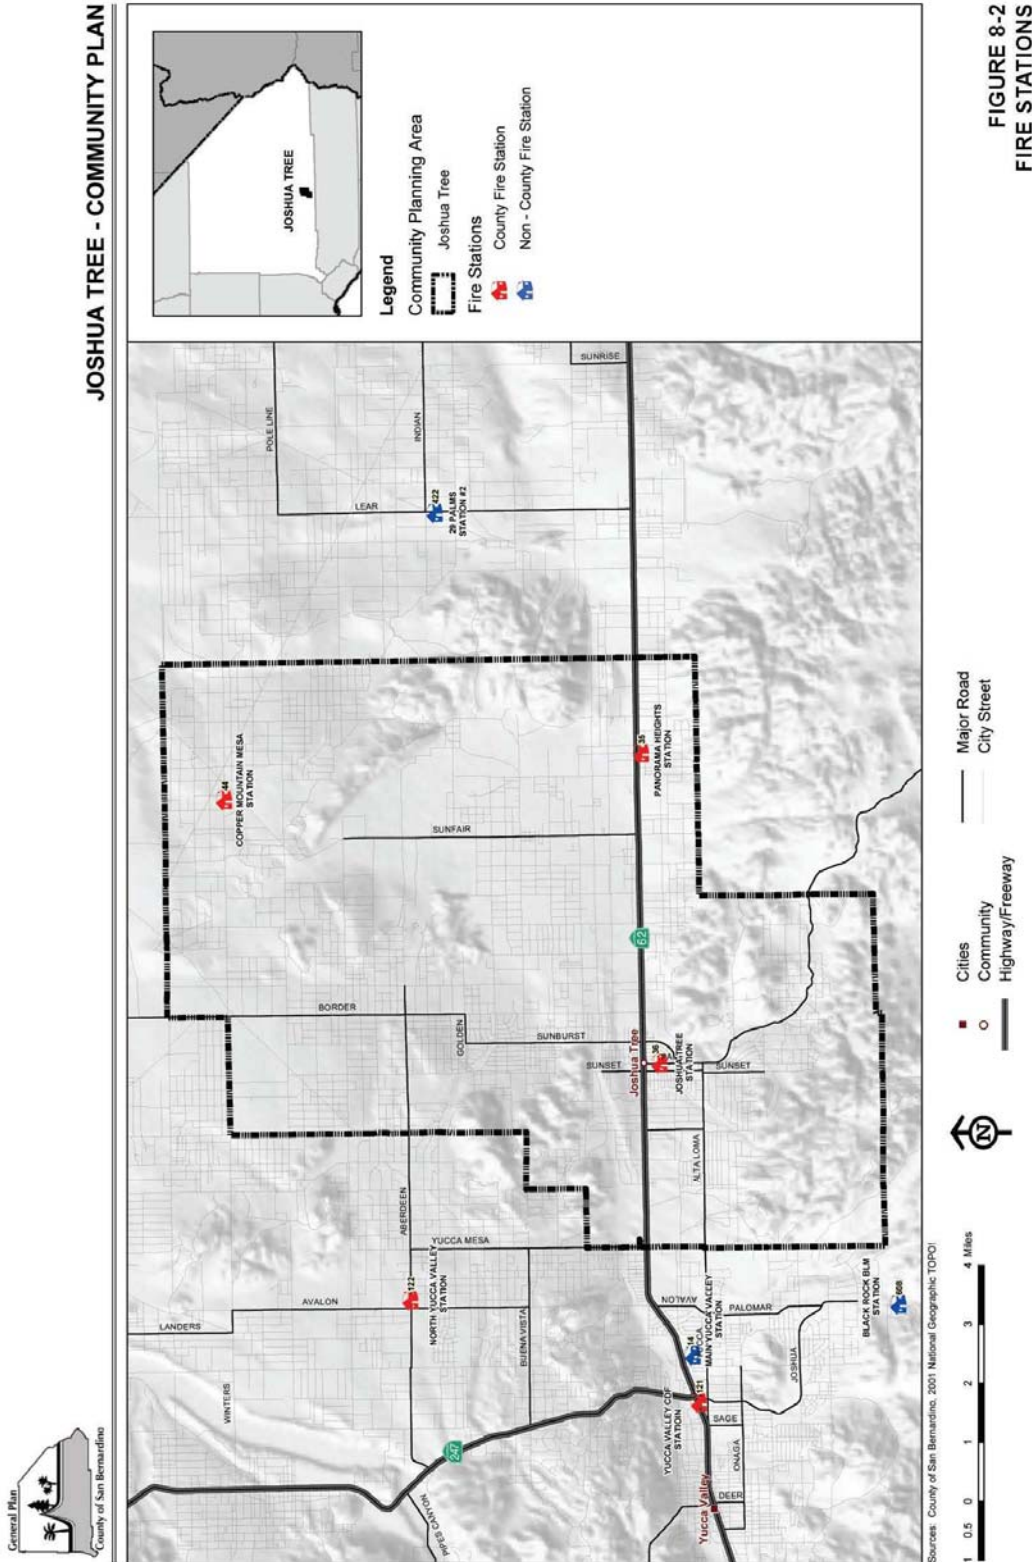 General Plan
County of San Bernardino
JOSHUA TREE - COMMUNITY PLAN
JOSHUA TREE
Legend
Community Planning Area
Joshua Tree
Fire Stations
County Fire Station
Non - County Fire Station
POLE LINE
INDIAN
LEAR
SUNRISE
422
29 PALMS
STATION #2
44
COPPER MOUNTAIN MESA
STATION
SUNFAIR
35
PANORAMA HEIGHTS
STATION
62
BORDER
GOLDEN
SUNBURST
SUNSET
Joshua Tree
36
JOSHUA TREE
STATION
SUNSET
ALTA LOMA
ABERDEEN
YUCCA MESA
122
NORTH YUCCA VALLEY
STATION
AVALON
LANDERS
BUENA VISTA
WINTERS
247
PIPES CANYON
AVALON
PALOMAR
YUCCA
14
MAIN YUCCA VALLEY
STATION
121
YUCCA VALLEY CDF
STATIOIN
JOSHUA
SAGE
ONAGA
DEER
Yucca Valley
BLACK ROCK BLM
STATION
608
Sources: County of San Bernardino, 2001 National Geographic TOPO!
1 0.5 0 1 2 3 4 Miles
N
Cities
Community
Highway/Freeway
Major Road
City Street
FIGURE 8-2
FIRE STATIONS